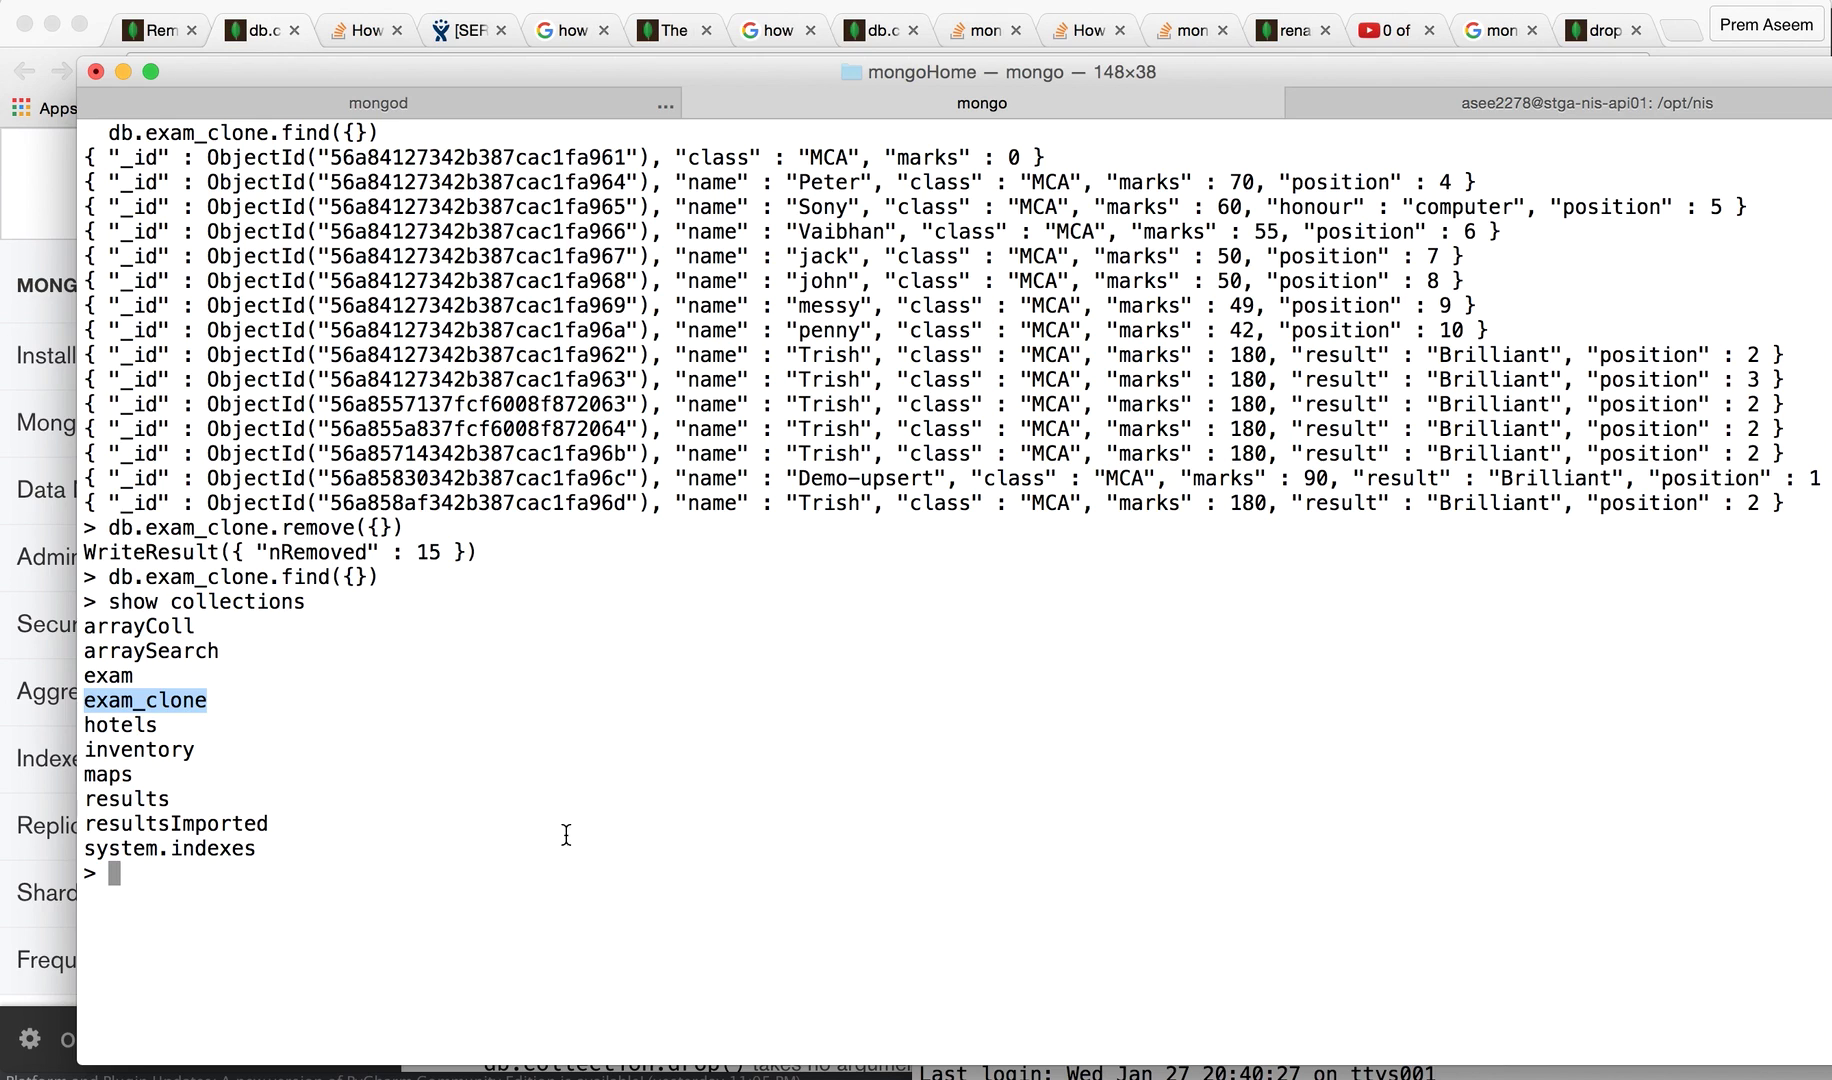 Rem
db.c
How
[SER
how
The
how
db.c
mon
How
mon
rena
0 of
mon
drop
Prem Aseem
mongoHome — mongo — 148×38
Apps
mongod
...
mongo
asee2278@stga-nis-api01: /opt/nis
db.exam_clone.find({})
{ "_id" : ObjectId("56a84127342b387cac1fa961"), "class" : "MCA", "marks" : 0 }
{ "_id" : ObjectId("56a84127342b387cac1fa964"), "name" : "Peter", "class" : "MCA", "marks" : 70, "position" : 4 }
{ "_id" : ObjectId("56a84127342b387cac1fa965"), "name" : "Sony", "class" : "MCA", "marks" : 60, "honour" : "computer", "position" : 5 }
{ "_id" : ObjectId("56a84127342b387cac1fa966"), "name" : "Vaibhan", "class" : "MCA", "marks" : 55, "position" : 6 }
{ "_id" : ObjectId("56a84127342b387cac1fa967"), "name" : "jack", "class" : "MCA", "marks" : 50, "position" : 7 }
{ "_id" : ObjectId("56a84127342b387cac1fa968"), "name" : "john", "class" : "MCA", "marks" : 50, "position" : 8 }
{ "_id" : ObjectId("56a84127342b387cac1fa969"), "name" : "messy", "class" : "MCA", "marks" : 49, "position" : 9 }
{ "_id" : ObjectId("56a84127342b387cac1fa96a"), "name" : "penny", "class" : "MCA", "marks" : 42, "position" : 10 }
{ "_id" : ObjectId("56a84127342b387cac1fa962"), "name" : "Trish", "class" : "MCA", "marks" : 180, "result" : "Brilliant", "position" : 2 }
{ "_id" : ObjectId("56a84127342b387cac1fa963"), "name" : "Trish", "class" : "MCA", "marks" : 180, "result" : "Brilliant", "position" : 3 }
{ "_id" : ObjectId("56a8557137fcf6008f872063"), "name" : "Trish", "class" : "MCA", "marks" : 180, "result" : "Brilliant", "position" : 2 }
{ "_id" : ObjectId("56a855a837fcf6008f872064"), "name" : "Trish", "class" : "MCA", "marks" : 180, "result" : "Brilliant", "position" : 2 }
{ "_id" : ObjectId("56a85714342b387cac1fa96b"), "name" : "Trish", "class" : "MCA", "marks" : 180, "result" : "Brilliant", "position" : 2 }
{ "_id" : ObjectId("56a85830342b387cac1fa96c"), "name" : "Demo-upsert", "class" : "MCA", "marks" : 90, "result" : "Brilliant", "position" : 1
{ "_id" : ObjectId("56a858af342b387cac1fa96d"), "name" : "Trish", "class" : "MCA", "marks" : 180, "result" : "Brilliant", "position" : 2 }
> db.exam_clone.remove({})
WriteResult({ "nRemoved" : 15 })
> db.exam_clone.find({})
> show collections
arrayColl
arraySearch
exam
exam_clone
hotels
inventory
maps
results
resultsImported
system.indexes
>
MONG
Install
Mong
Data
Admin
Secur
Aggre
Indexe
Replic
Shard
Frequ
O
db.collection.drop() takes no argumen
Last login: Wed Jan 27 20:40:27 on ttys001